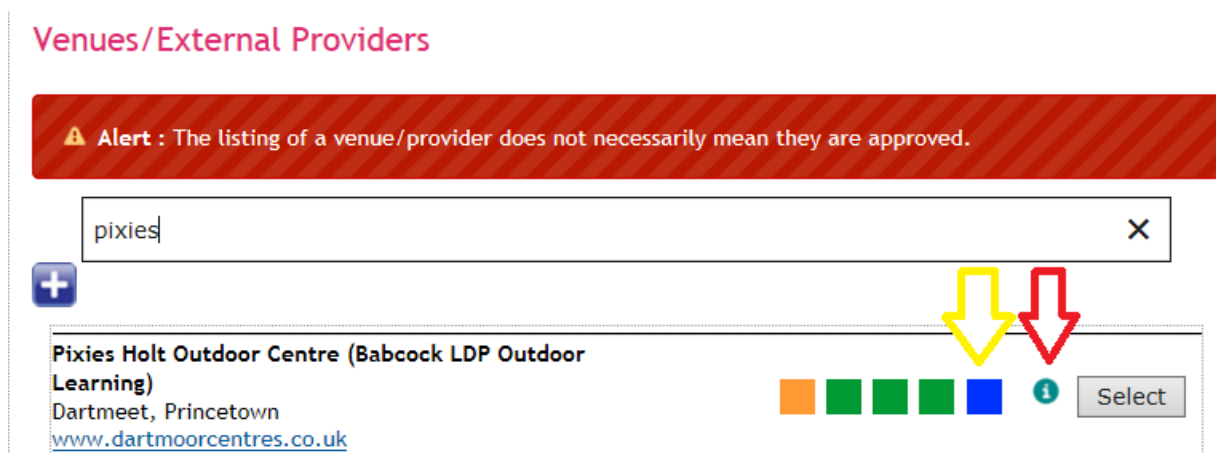 Venues/External Providers
Alert : The listing of a venue/provider does not necessarily mean they are approved.
pixies
Pixies Holt Outdoor Centre (Babcock LDP Outdoor
Learning)
Dartmeet, Princetown
www.dartmoorcentres.co.uk
Select